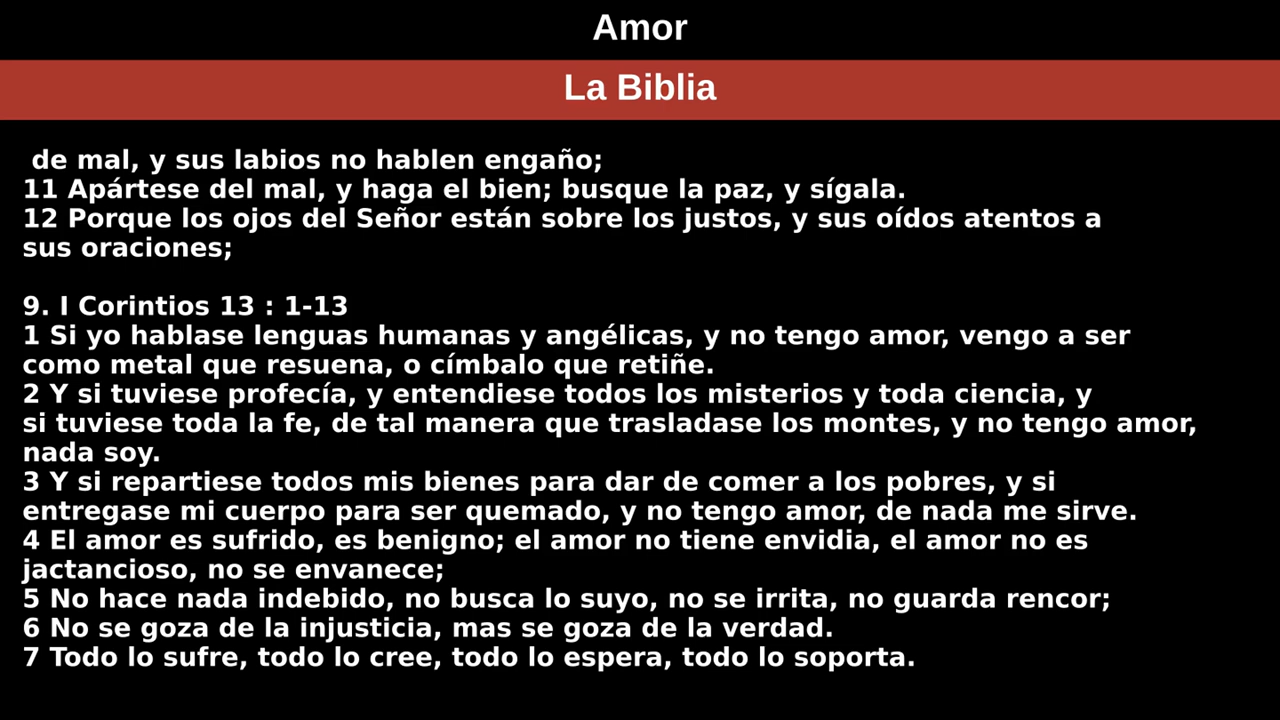 Amor
La Biblia
de mal, y sus labios no hablen engaño;
11 Apártese del mal, y haga el bien; busque la paz, y sígala.
12 Porque los ojos del Señor están sobre los justos, y sus oídos atentos a
sus oraciones;
9. I Corintios 13 : 1-13
1 Si yo hablase lenguas humanas y angélicas, y no tengo amor, vengo a ser
como metal que resuena, o címbalo que retiñe.
2 Y si tuviese profecía, y entendiese todos los misterios y toda ciencia, y
si tuviese toda la fe, de tal manera que trasladase los montes, y no tengo amor,
nada soy.
3 Y si repartiese todos mis bienes para dar de comer a los pobres, y si
entregase mi cuerpo para ser quemado, y no tengo amor, de nada me sirve.
4 El amor es sufrido, es benigno; el amor no tiene envidia, el amor no es
jactancioso, no se envanece;
5 No hace nada indebido, no busca lo suyo, no se irrita, no guarda rencor;
6 No se goza de la injusticia, mas se goza de la verdad.
7 Todo lo sufre, todo lo cree, todo lo espera, todo lo soporta.